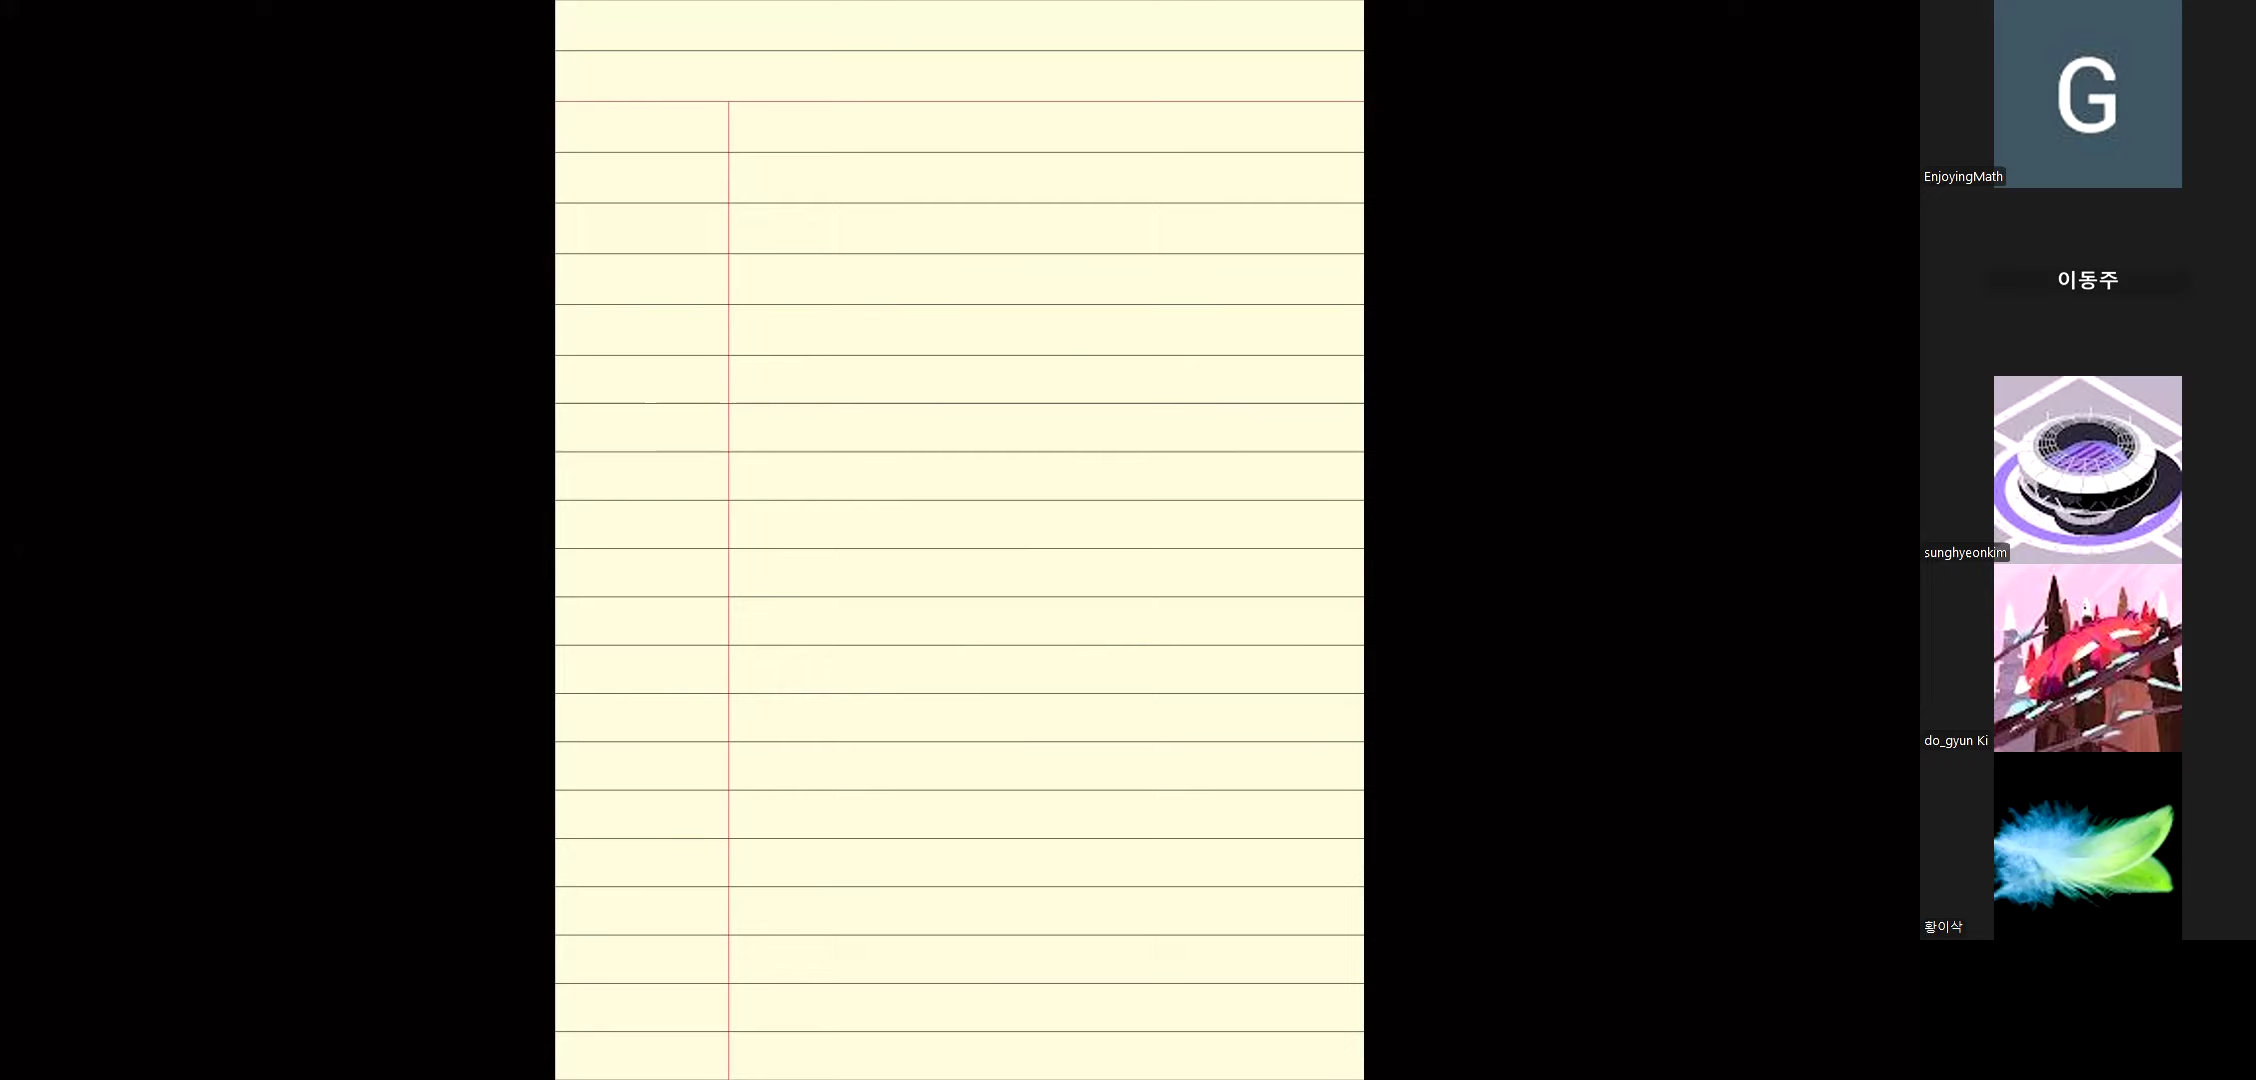 G
EnjoyingMath
이동주
sunghyeonkim
do_gyun Ki
황이삭